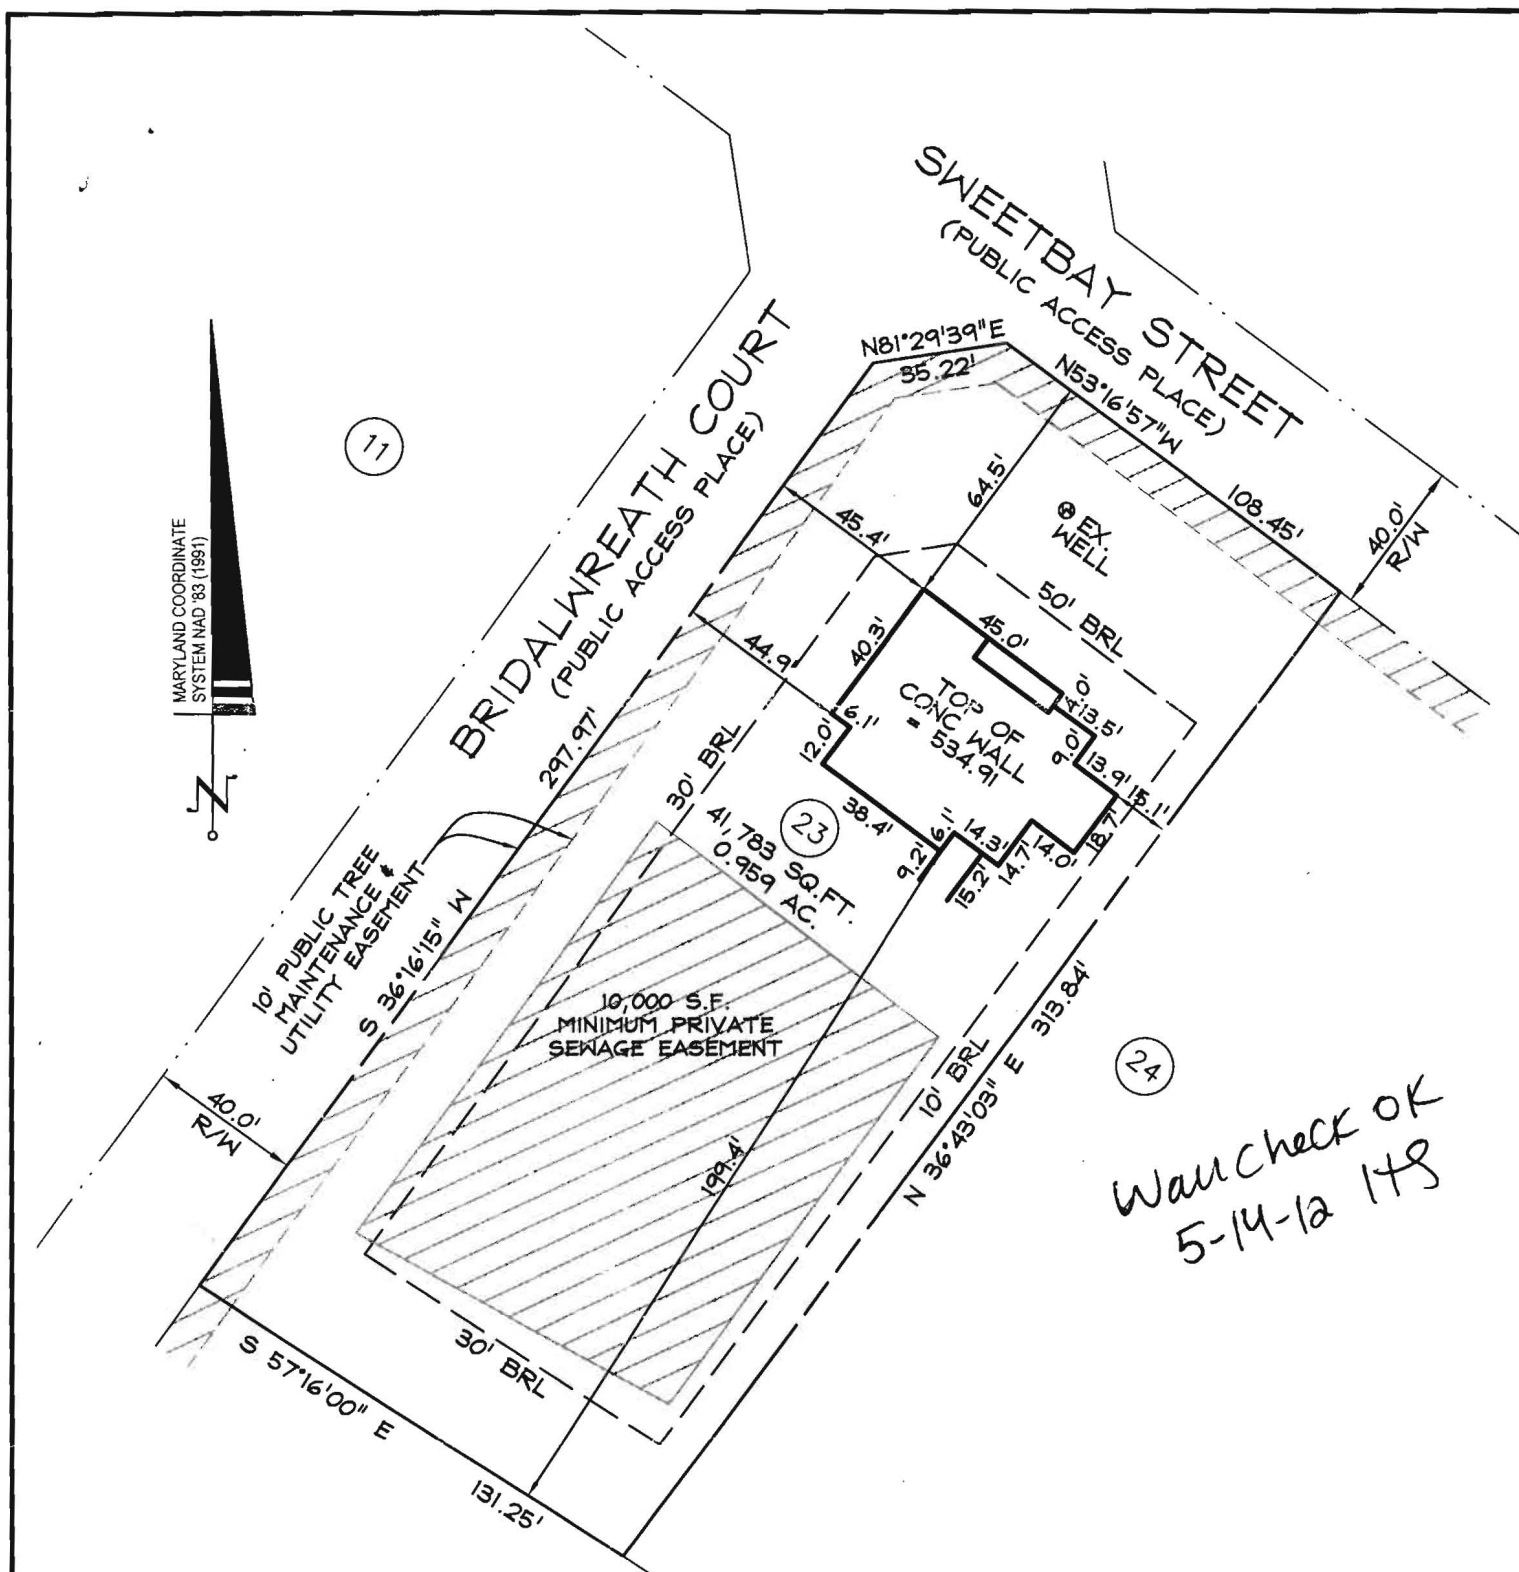 SWEETBAY STREET
(PUBLIC ACCESS PLACE)
N81°29'39"E
35.22'
N53°16'57"W
108.45'
40.0'
R/W
11
BRIDALWREATH COURT
(PUBLIC ACCESS PLACE)
MARYLAND COORDINATE
SYSTEM NAD '83 (1991)
N
64.5'
45.4'
EX.
WELL
50' BRL
44.9'
40.3'
45.0'
4.0'
13.5'
TOP OF
CONC WALL
= 534.91
9.0'
13.9'
15.1'
6.1'
12.0'
38.4'
6.1'
14.3'
14.7'
14.0'
18.7'
9.2'
15.2'
297.97'
30' BRL
23
41,783 SQ.FT.
0.959 AC.
10' PUBLIC TREE
MAINTENANCE &
UTILITY EASEMENT
S 36°16'15" W
10,000 S.F.
MINIMUM PRIVATE
SEWAGE EASEMENT
10' BRL
N 36°43'03" E 313.84'
24
40.0'
R/W
199.4'
Wall Check OK
5-14-12
30' BRL
S 57°16'00" E
131.25'